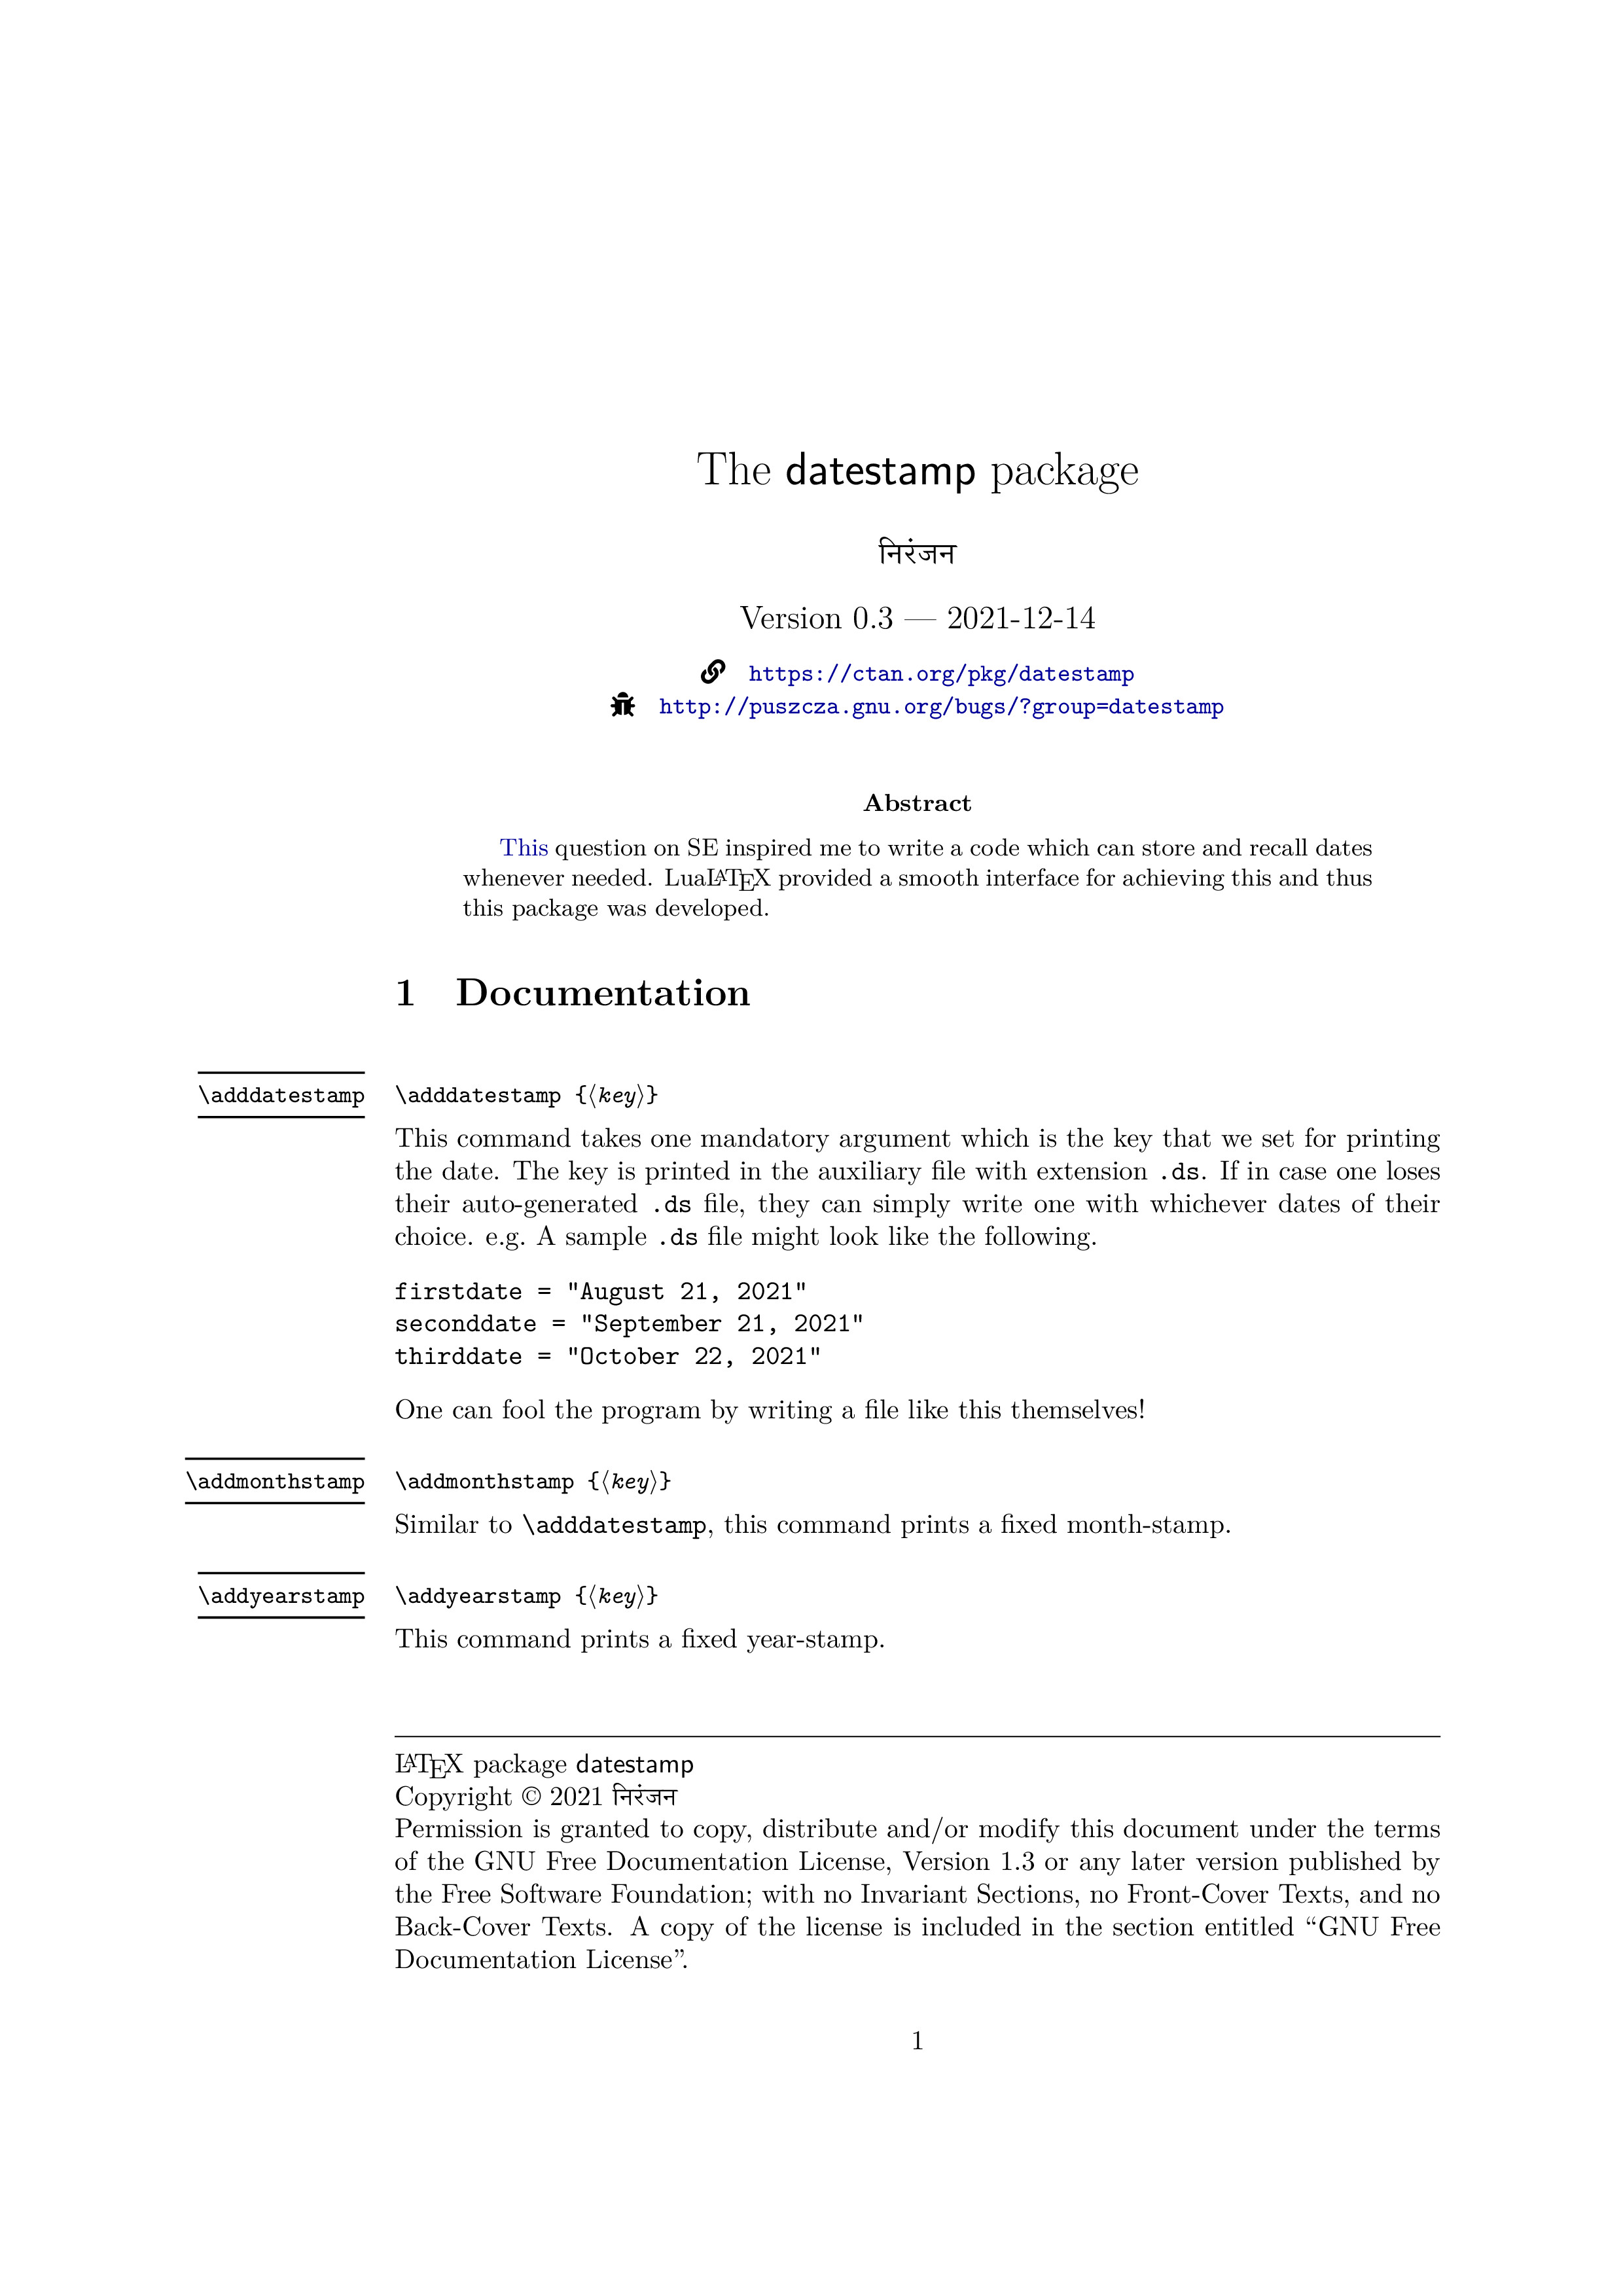 The datestamp package
निरंजन
Version 0.3 — 2021-12-14
https://ctan.org/pkg/datestamp
http://puszcza.gnu.org/bugs/?group=datestamp
Abstract
This question on SE inspired me to write a code which can store and recall dates
whenever needed. LuaLATEX provided a smooth interface for achieving this and thus
this package was developed.
1 Documentation
\adddatestamp \adddatestamp {⟨key⟩}
This command takes one mandatory argument which is the key that we set for printing
the date. The key is printed in the auxiliary file with extension .ds. If in case one loses
their auto-generated .ds file, they can simply write one with whichever dates of their
choice. e.g. A sample .ds file might look like the following.
firstdate = "August 21, 2021"
seconddate = "September 21, 2021"
thirddate = "October 22, 2021"
One can fool the program by writing a file like this themselves!
\addmonthstamp \addmonthstamp {⟨key⟩}
Similar to \adddatestamp, this command prints a fixed month-stamp.
\addyearstamp \addyearstamp {⟨key⟩}
This command prints a fixed year-stamp.
LATEX package datestamp
Copyright © 2021 निरंजन
Permission is granted to copy, distribute and/or modify this document under the terms
of the GNU Free Documentation License, Version 1.3 or any later version published by
the Free Software Foundation; with no Invariant Sections, no Front-Cover Texts, and no
Back-Cover Texts. A copy of the license is included in the section entitled “GNU Free
Documentation License”.
1